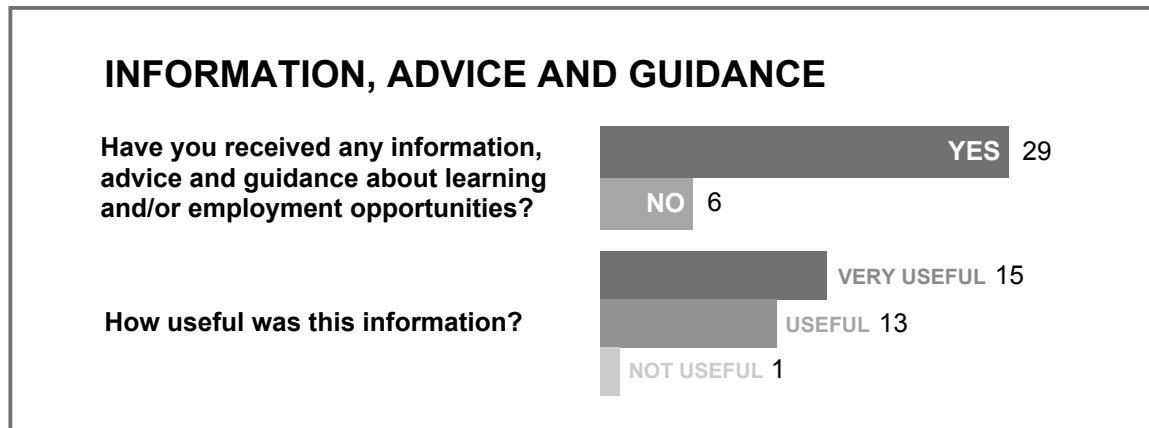 INFORMATION, ADVICE AND GUIDANCE
Have you received any information,
advice and guidance about learning
and/or employment opportunities?
YES 29
NO 6
How useful was this information?
VERY USEFUL 15
USEFUL 13
NOT USEFUL 1